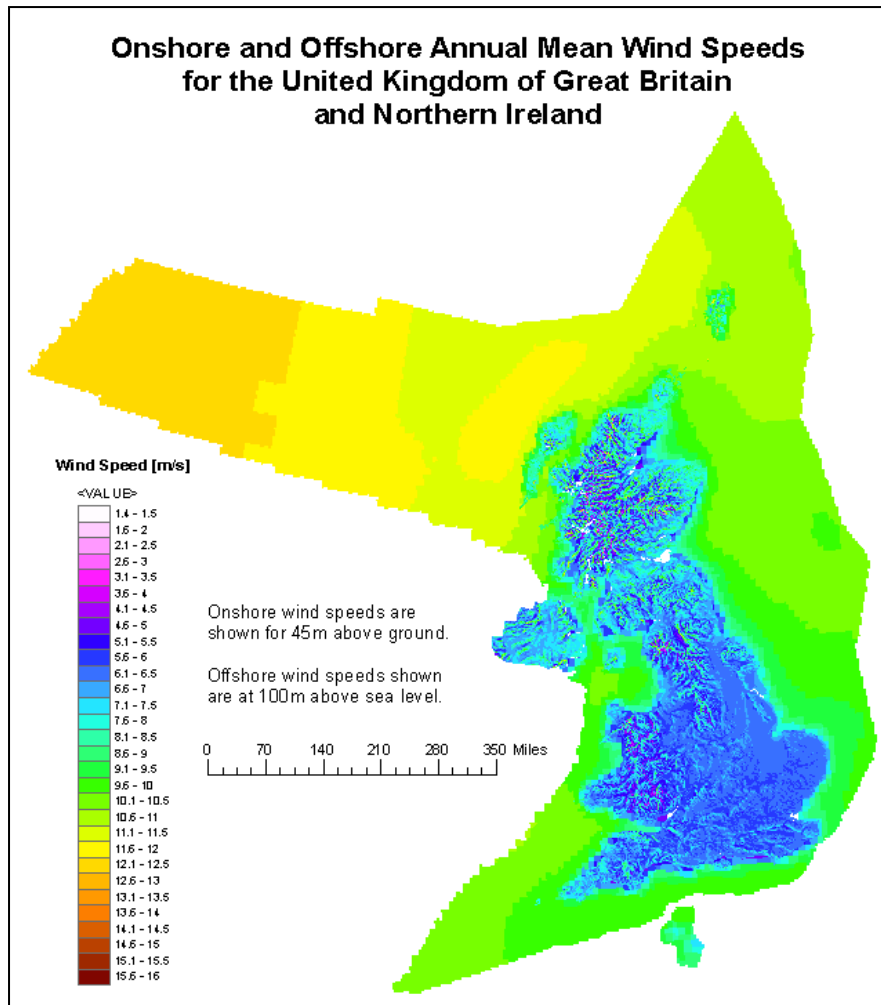 Onshore and Offshore Annual Mean Wind Speeds
for the United Kingdom of Great Britain
and Northern Ireland
Wind Speed [m/s]
<VALUE>
1.4 - 1.5
1.6 - 2
2.1 - 2.5
2.6 - 3
3.1 - 3.5
3.6 - 4
4.1 - 4.5
4.6 - 5
5.1 - 5.5
5.6 - 6
6.1 - 6.5
6.6 - 7
7.1 - 7.5
7.6 - 8
8.1 - 8.5
8.6 - 9
9.1 - 9.5
9.6 - 10
10.1 - 10.5
10.6 - 11
11.1 - 11.5
11.6 - 12
12.1 - 12.5
12.6 - 13
13.1 - 13.5
13.6 - 14
14.1 - 14.5
14.6 - 15
15.1 - 15.5
15.6 - 16
Onshore wind speeds are
shown for 45m above ground.
Offshore wind speeds shown
are at 100m above sea level.
0 70 140 210 280 350 Miles